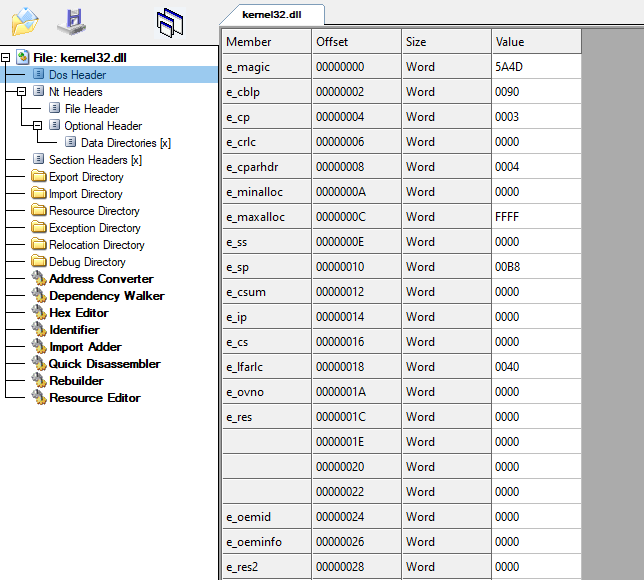 kernel32.dll
File: kernel32.dll
Dos Header
Nt Headers
File Header
Optional Header
Data Directories [x]
Section Headers [x]
Export Directory
Import Directory
Resource Directory
Exception Directory
Relocation Directory
Debug Directory
Address Converter
Dependency Walker
Hex Editor
Identifier
Import Adder
Quick Disassembler
Rebuilder
Resource Editor
Member Offset Size Value
e_magic 00000000 Word 5A4D
e_cblp 00000002 Word 0090
e_cp 00000004 Word 0003
e_crlc 00000006 Word 0000
e_cparhdr 00000008 Word 0004
e_minalloc 0000000A Word 0000
e_maxalloc 0000000C Word FFFF
e_ss 0000000E Word 0000
e_sp 00000010 Word 00B8
e_csum 00000012 Word 0000
e_ip 00000014 Word 0000
e_cs 00000016 Word 0000
e_lfarlc 00000018 Word 0040
e_ovno 0000001A Word 0000
e_res 0000001C Word 0000
0000001E Word 0000
00000020 Word 0000
00000022 Word 0000
e_oemid 00000024 Word 0000
e_oeminfo 00000026 Word 0000
e_res2 00000028 Word 0000